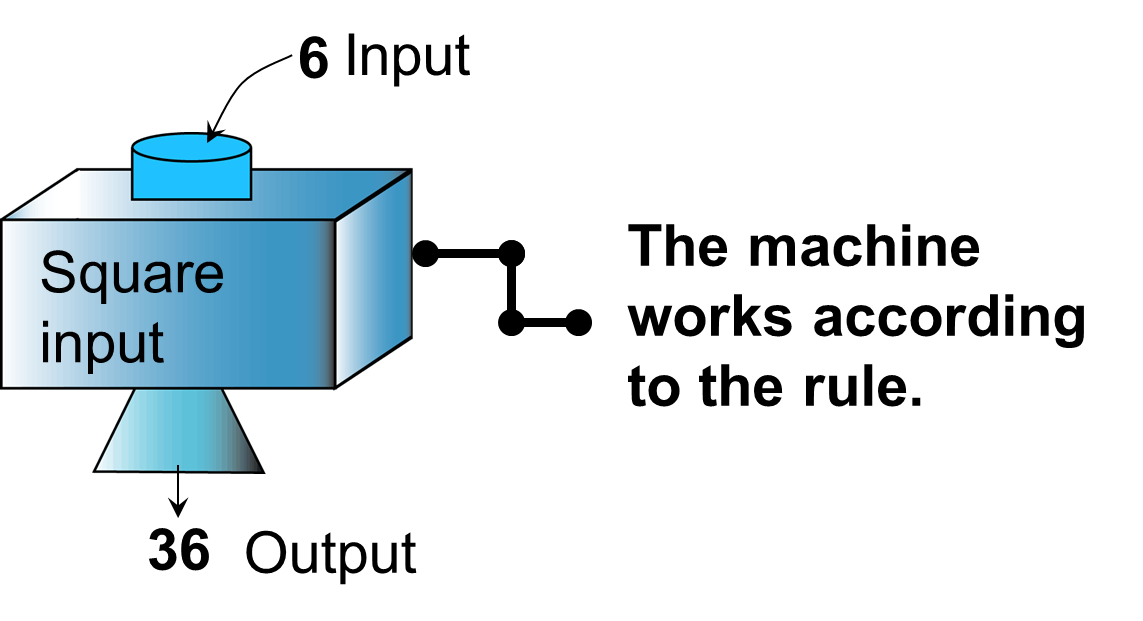 6 Input
Square
input
The machine
works according
to the rule.
36 Output